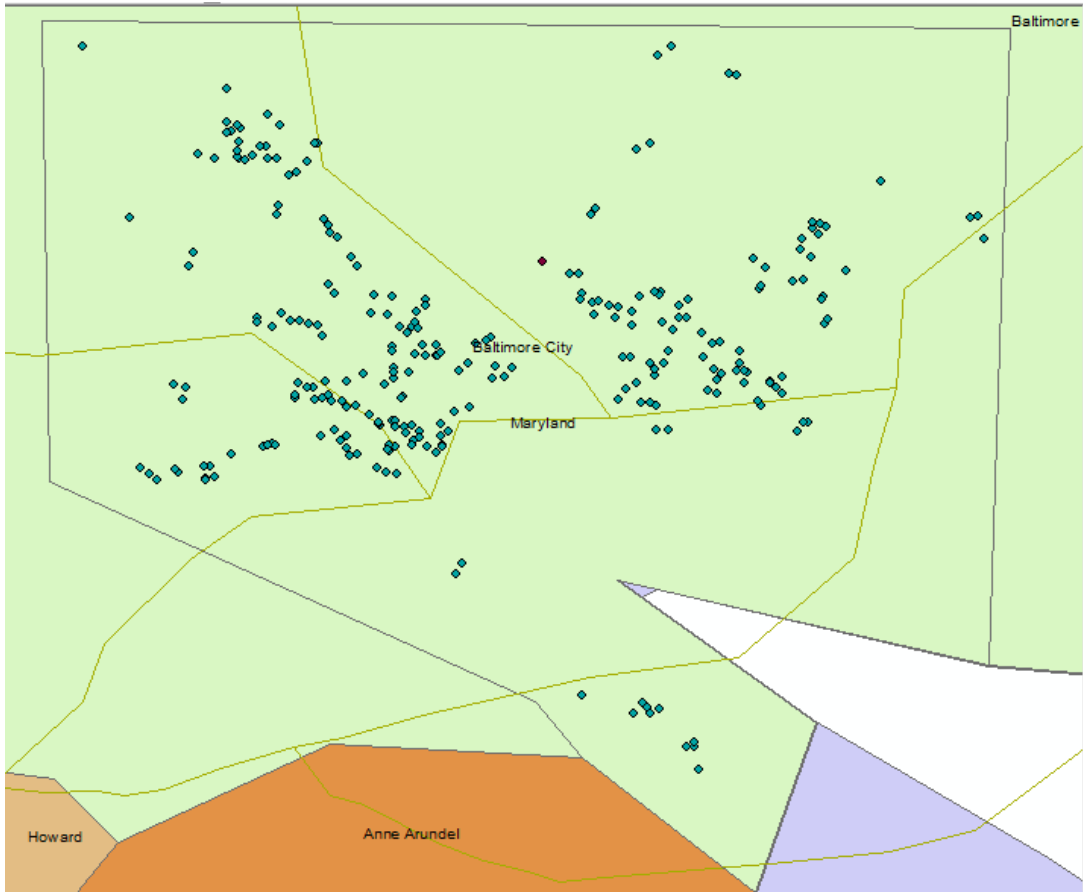 Baltimore
Baltimore City
Maryland
Howard
Anne Arundel